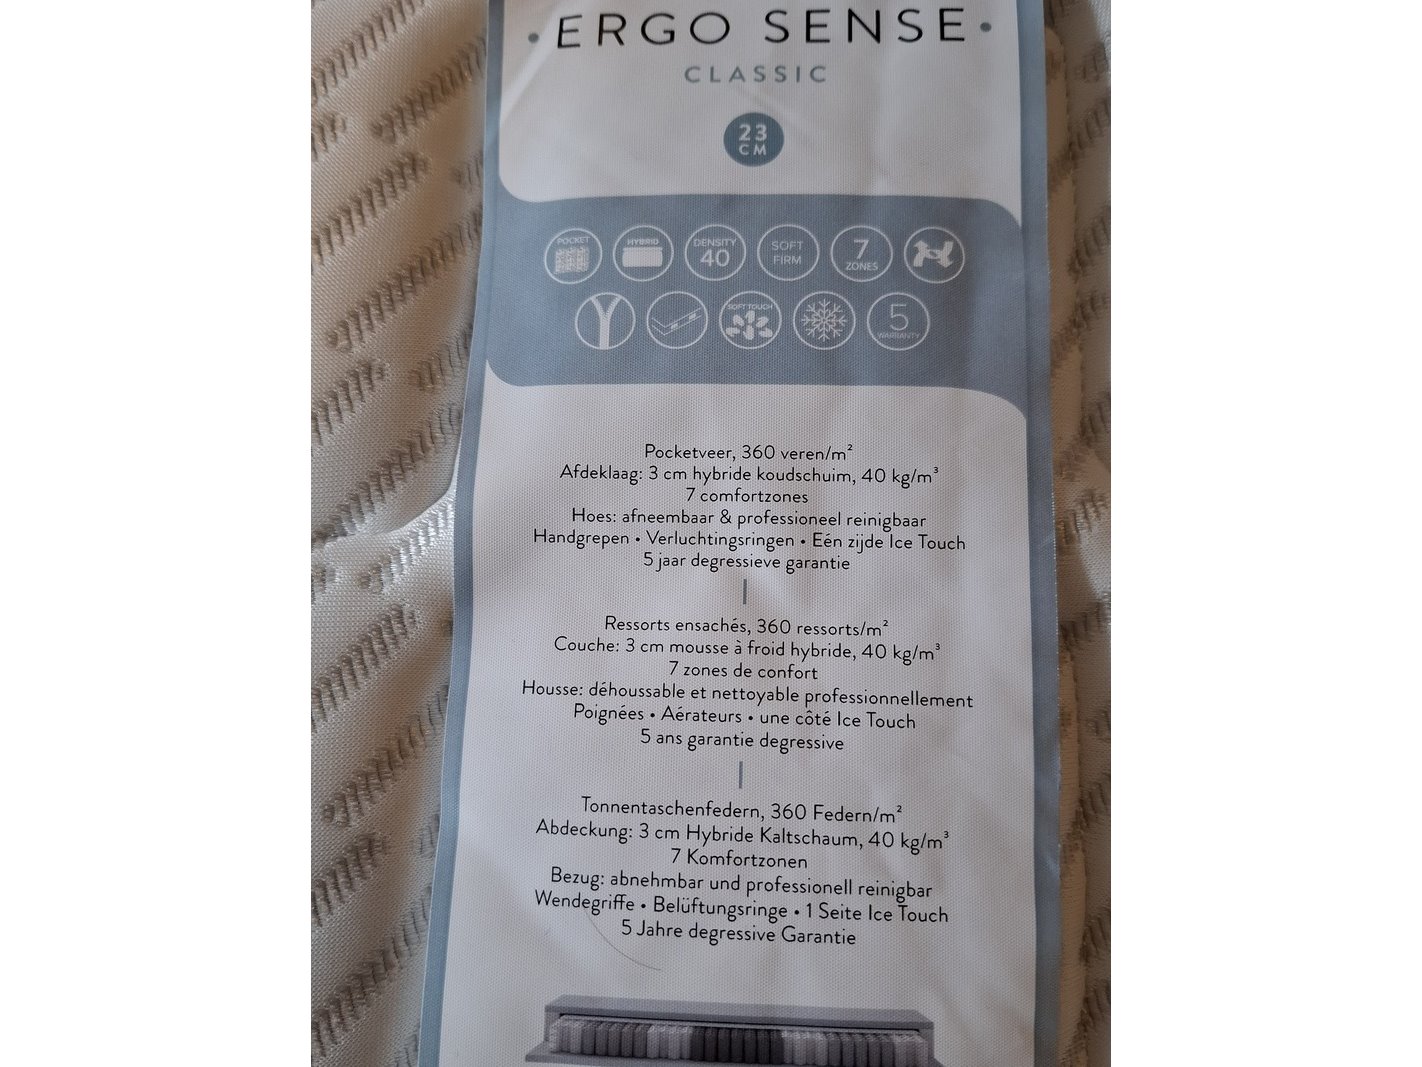 • ERGO SENSE •
CLASSIC
23
CM
POCKET
HYBRID
DENSITY
40
SOFT
FIRM
7
ZONES
SOFT TOUCH
5
WARRANTY
Pocketveer, 360 veren/m²
Afdeklaag: 3 cm hybride koudschuim, 40 kg/m³
7 comfortzones
Hoes: afneembaar & professioneel reinigbaar
Handgrepen • Verluchtingsringen • Eén zijde Ice Touch
5 jaar degressieve garantie
Ressorts ensachés, 360 ressorts/m²
Couche: 3 cm mousse à froid hybride, 40 kg/m³
7 zones de confort
Housse: déhoussable et nettoyable professionnellement
Poignées • Aérateurs • une côté Ice Touch
5 ans garantie degressive
Tonnentaschenfedern, 360 Federn/m²
Abdeckung: 3 cm Hybride Kaltschaum, 40 kg/m³
7 Komfortzonen
Bezug: abnehmbar und professionell reinigbar
Wendegriffe • Belüftungsringe • 1 Seite Ice Touch
5 Jahre degressive Garantie